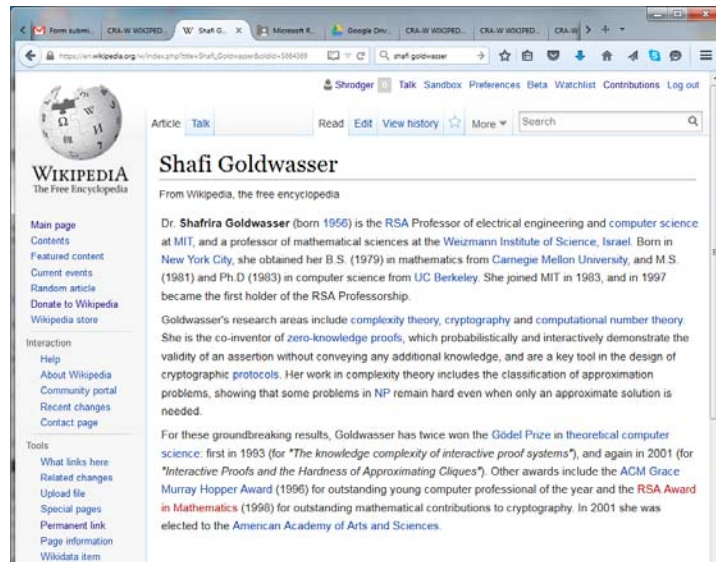 Form submi...
CRA-W WIKIPED...
Shafi G...
Microsoft R...
Google Driv...
CRA-W WIKIPED...
CRA-W WIKIPED...
CRA-W
shafi goldwasser
Shrodger 0 Talk Sandbox Preferences Beta Watchlist Contributions Log out
Article Talk Read Edit View history More Search
WIKIPEDIA
The Free Encyclopedia
Main page
Contents
Featured content
Current events
Random article
Donate to Wikipedia
Wikipedia store
Interaction
Help
About Wikipedia
Community portal
Recent changes
Contact page
Tools
What links here
Related changes
Upload file
Special pages
Permanent link
Page information
Wikidata item
Shafi Goldwasser
From Wikipedia, the free encyclopedia
Dr. Shafrira Goldwasser (born 1956) is the RSA Professor of electrical engineering and computer science
at MIT, and a professor of mathematical sciences at the Weizmann Institute of Science, Israel. Born in
New York City, she obtained her B.S. (1979) in mathematics from Carnegie Mellon University, and M.S.
(1981) and Ph.D (1983) in computer science from UC Berkeley. She joined MIT in 1983, and in 1997
became the first holder of the RSA Professorship.
Goldwasser's research areas include complexity theory, cryptography and computational number theory.
She is the co-inventor of zero-knowledge proofs, which probabilistically and interactively demonstrate the
validity of an assertion without conveying any additional knowledge, and are a key tool in the design of
cryptographic protocols. Her work in complexity theory includes the classification of approximation
problems, showing that some problems in NP remain hard even when only an approximate solution is
needed.
For these groundbreaking results, Goldwasser has twice won the Gödel Prize in theoretical computer
science: first in 1993 (for "The knowledge complexity of interactive proof systems"), and again in 2001 (for
"Interactive Proofs and the Hardness of Approximating Cliques"). Other awards include the ACM Grace
Murray Hopper Award (1996) for outstanding young computer professional of the year and the RSA Award
in Mathematics (1998) for outstanding mathematical contributions to cryptography. In 2001 she was
elected to the American Academy of Arts and Sciences.